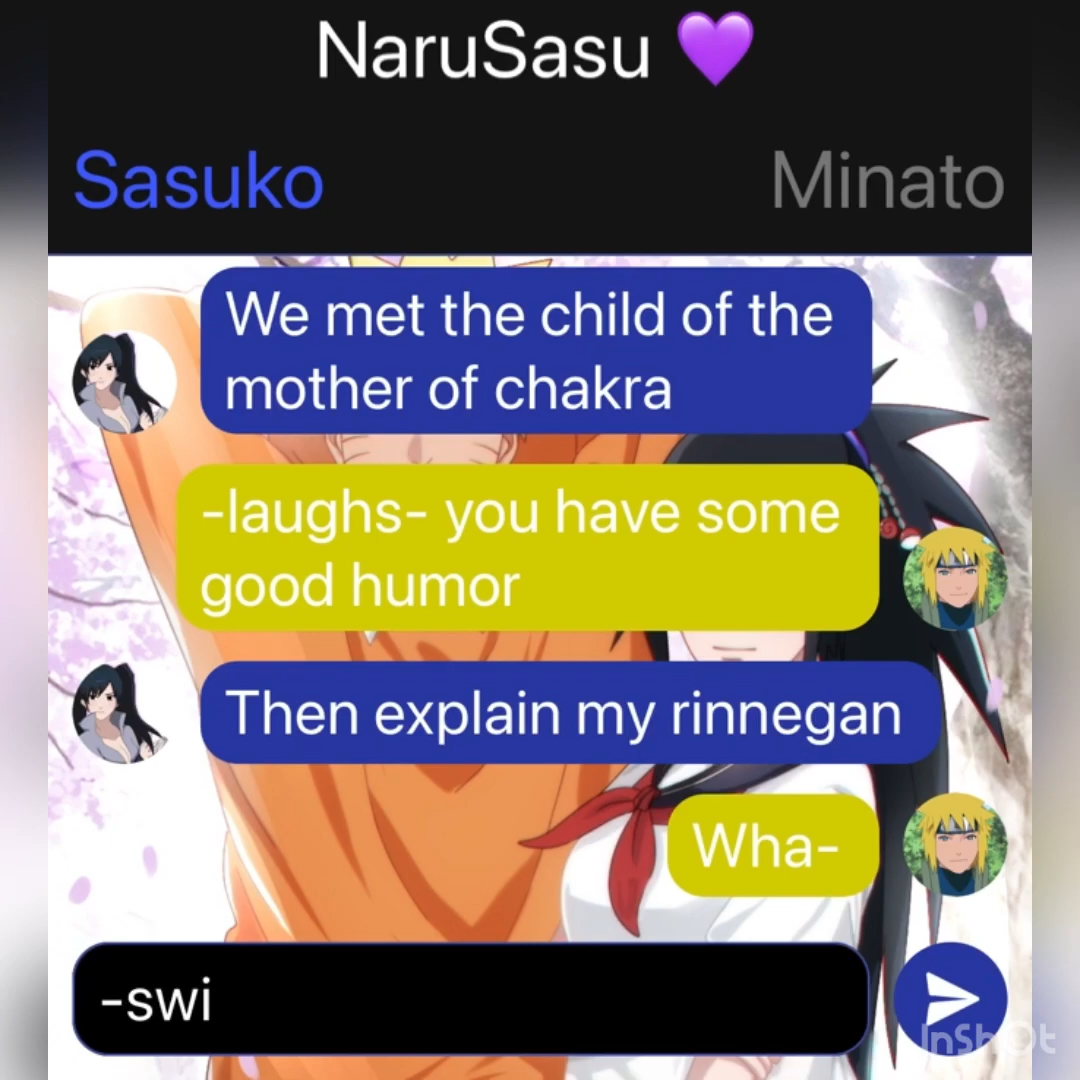 NaruSasu 💜
Sasuko
Minato
We met the child of the
mother of chakra
-laughs- you have some
good humor
Then explain my rinnegan
Wha-
-swi
InShOt